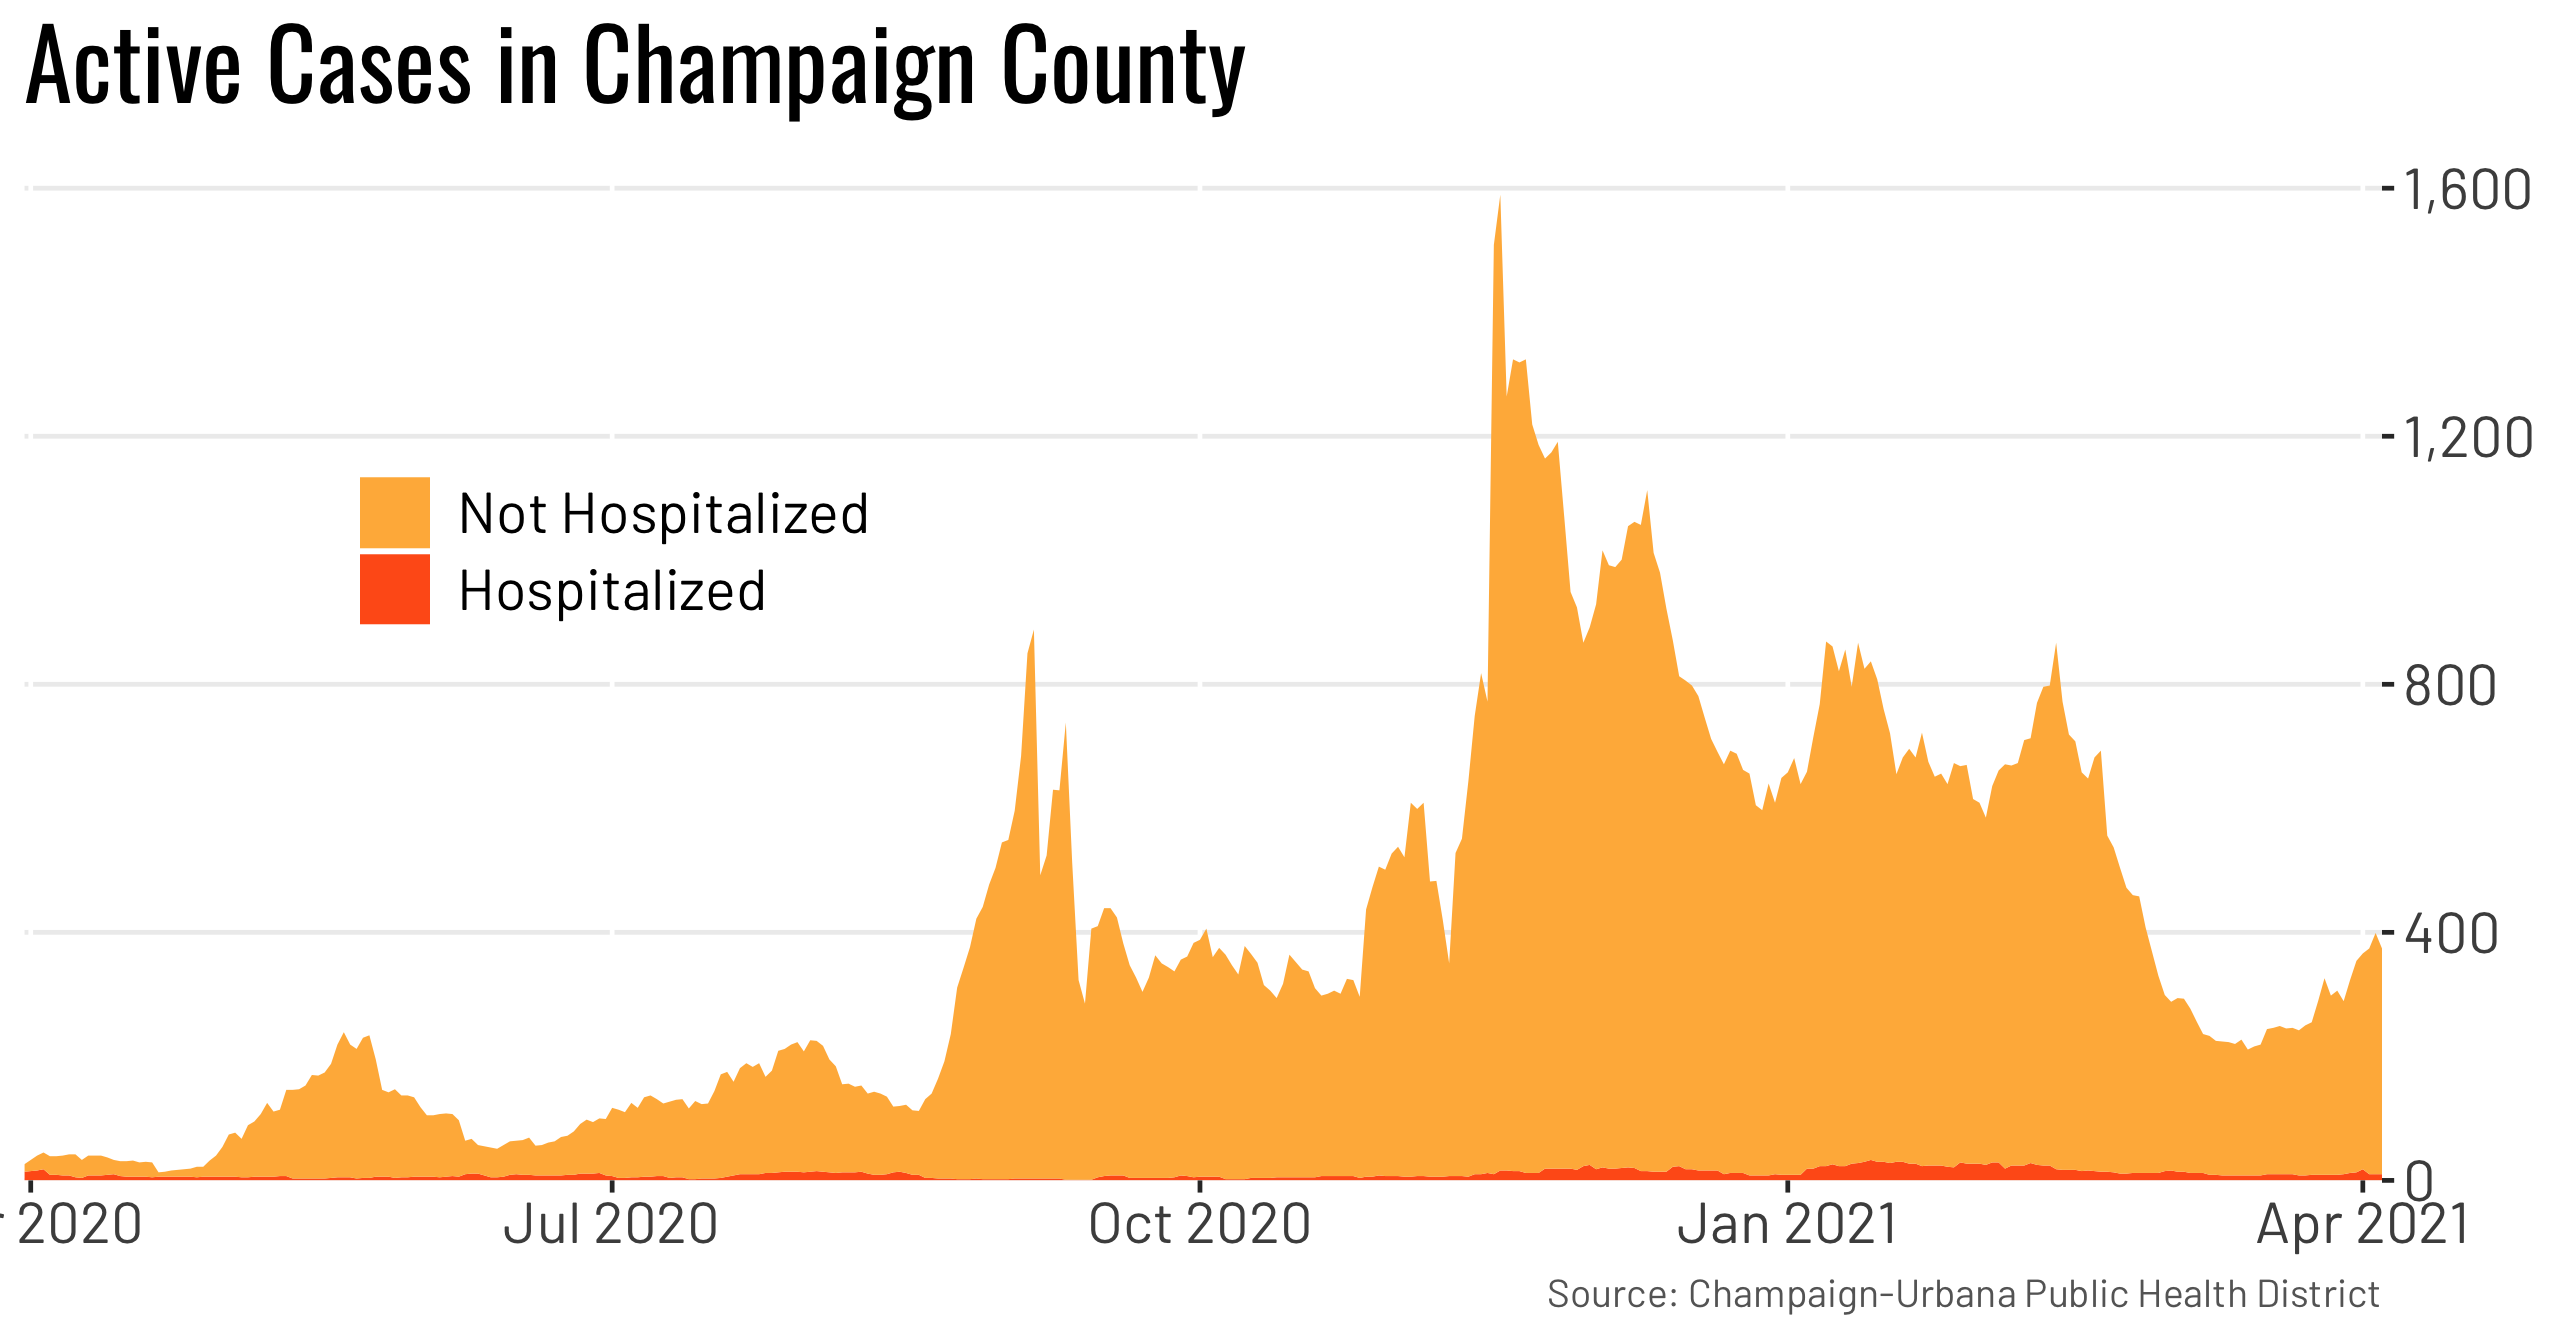 Active Cases in Champaign County
1,600
1,200
Not Hospitalized
Hospitalized
800
400
0
2020
Jul 2020
Oct 2020
Jan 2021
Apr 2021
Source: Champaign-Urbana Public Health District